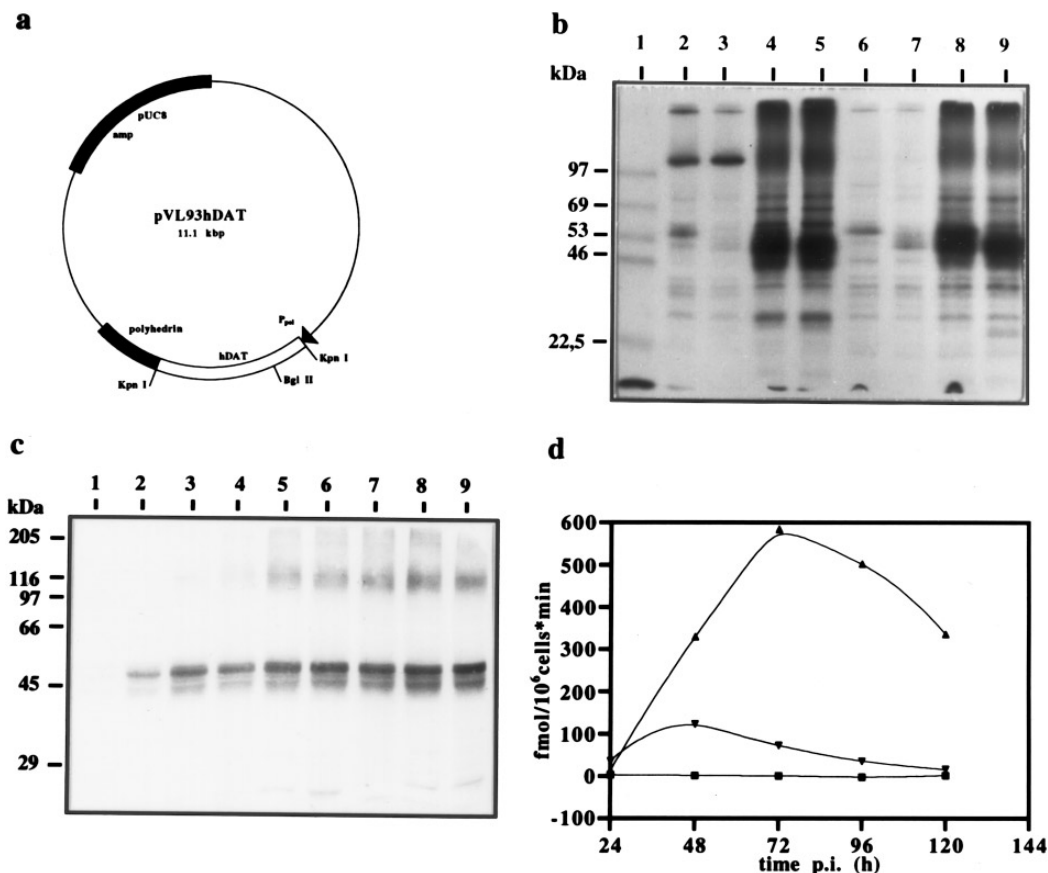 a
pUC8
amp
pVL93hDAT
11.1 kbp
polyhedrin
Ppol
hDAT
Kpn I
Kpn I
Bgl II
b
1 2 3 4 5 6 7 8 9
kDa
97
69
53
46
22,5
c
1 2 3 4 5 6 7 8 9
kDa
205
116
97
66
45
29
d
fmol/10⁶cells*min
600
500
400
300
200
100
0
-100
24 48 72 96 120 144
time p.i. (h)